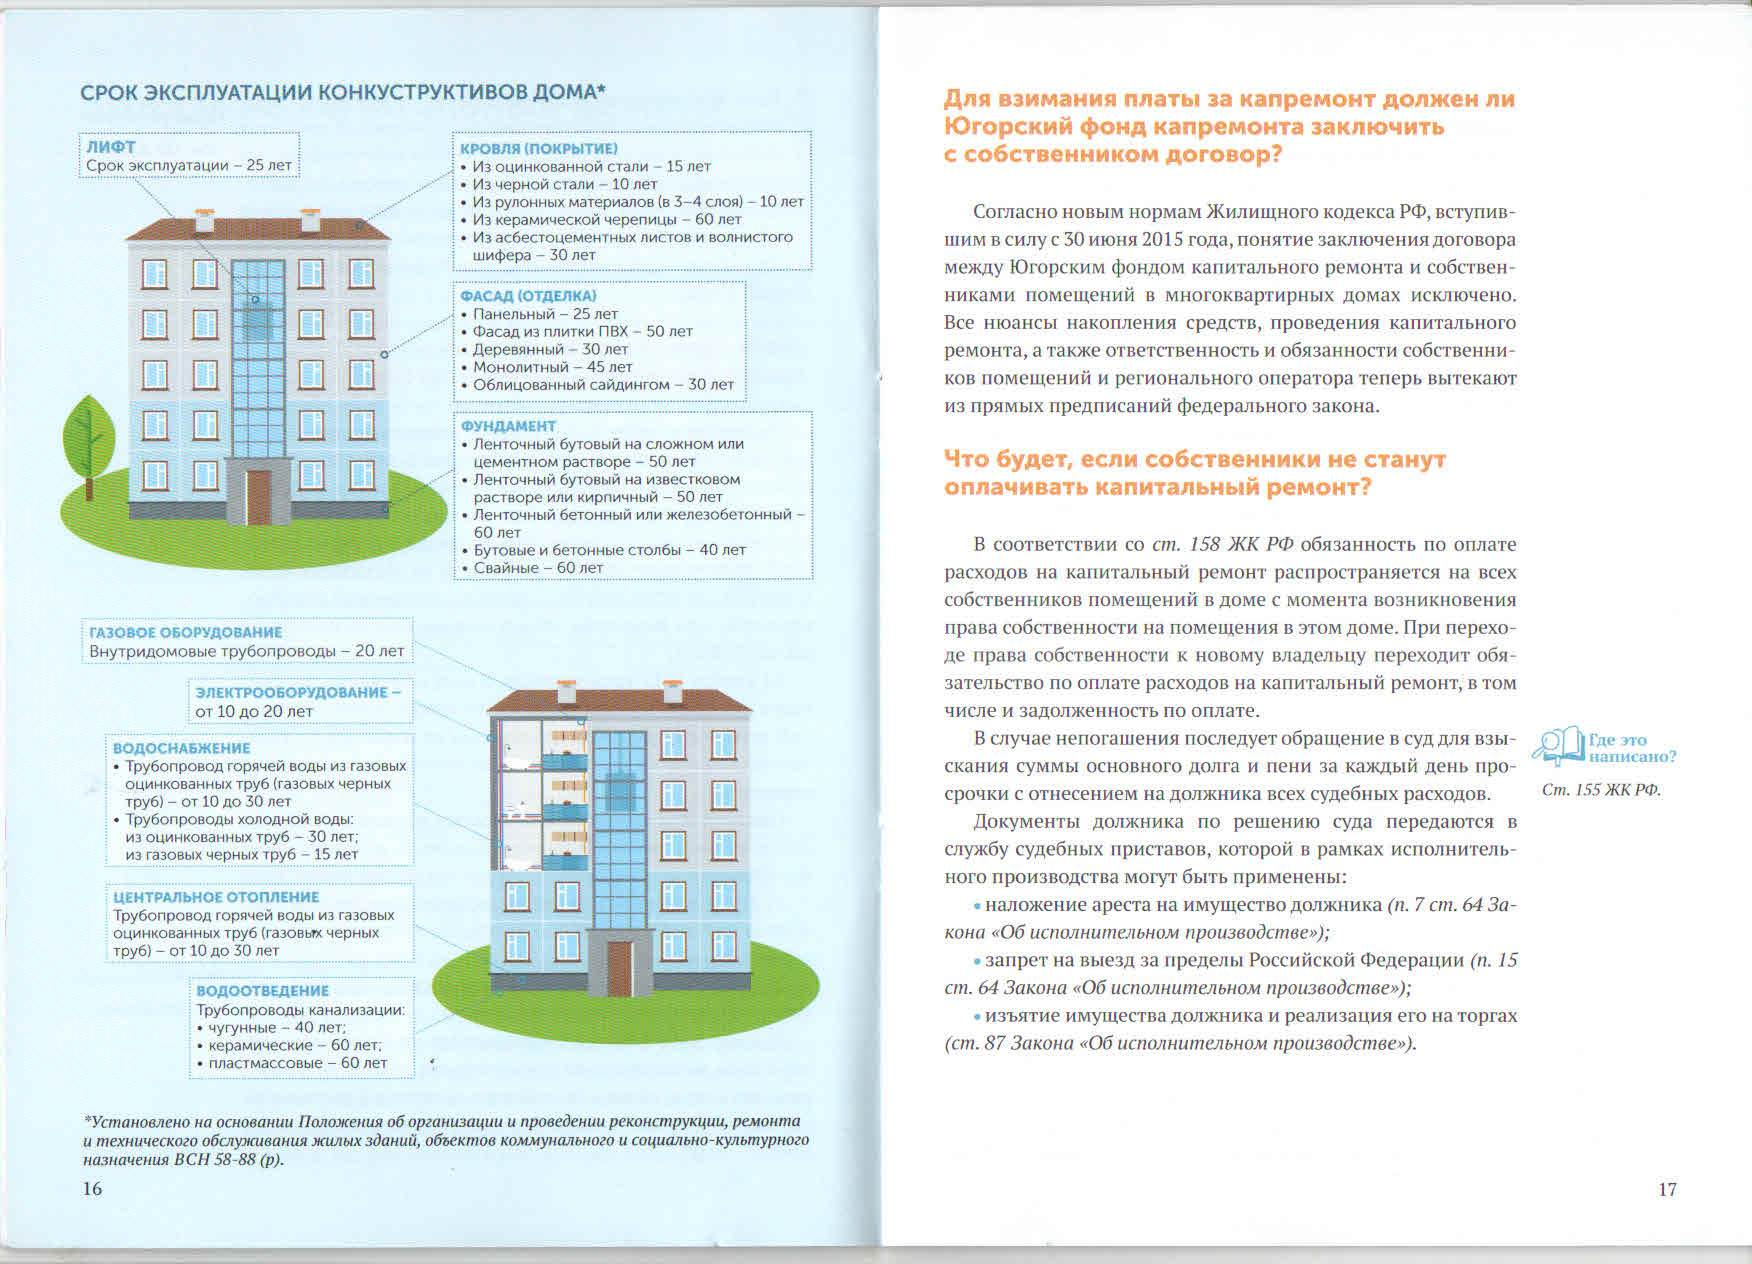 СРОК ЭКСПЛУАТАЦИИ КОНКУСТРУКТИВОВ ДОМА*
ЛИФТ
Срок эксплуатации – 25 лет
КРОВЛЯ (ПОКРЫТИЕ)
• Из оцинкованной стали – 15 лет
• Из черной стали – 10 лет
• Из рулонных материалов (в 3–4 слоя) – 10 лет
• Из керамической черепицы – 60 лет
• Из асбестоцементных листов и волнистого
шифера – 30 лет
ФАСАД (ОТДЕЛКА)
• Панельный – 25 лет
• Фасад из плитки ПВХ – 50 лет
• Деревянный – 30 лет
• Монолитный – 45 лет
• Облицованный сайдингом – 30 лет
ФУНДАМЕНТ
• Ленточный бутовый на сложном или
цементном растворе – 50 лет
• Ленточный бутовый на известковом
растворе или кирпичный – 50 лет
• Ленточный бетонный или железобетонный –
60 лет
• Бутовые и бетонные столбы – 40 лет
• Свайные – 60 лет
ГАЗОВОЕ ОБОРУДОВАНИЕ
Внутридомовые трубопроводы – 20 лет
ЭЛЕКТРООБОРУДОВАНИЕ –
от 10 до 20 лет
ВОДОСНАБЖЕНИЕ
• Трубопровод горячей воды из газовых
оцинкованных труб (газовых черных
труб) – от 10 до 30 лет
• Трубопроводы холодной воды:
из оцинкованных труб – 30 лет;
из газовых черных труб – 15 лет
ЦЕНТРАЛЬНОЕ ОТОПЛЕНИЕ
Трубопровод горячей воды из газовых
оцинкованных труб (газовых черных
труб) – от 10 до 30 лет
ВОДООТВЕДЕНИЕ
Трубопроводы канализации:
• чугунные – 40 лет;
• керамические – 60 лет;
• пластмассовые – 60 лет
*Установлено на основании Положения об организации и проведении реконструкции, ремонта
и технического обслуживания жилых зданий, объектов коммунального и социально-культурного
назначения ВСН 58-88 (р).
16
Для взимания платы за капремонт должен ли
Югорский фонд капремонта заключить
с собственником договор?
Согласно новым нормам Жилищного кодекса РФ, вступив-
шим в силу с 30 июня 2015 года, понятие заключения договора
между Югорским фондом капитального ремонта и собствен-
никами помещений в многоквартирных домах исключено.
Все нюансы накопления средств, проведения капитального
ремонта, а также ответственность и обязанности собственни-
ков помещений и регионального оператора теперь вытекают
из прямых предписаний федерального закона.
Что будет, если собственники не станут
оплачивать капитальный ремонт?
В соответствии со ст. 158 ЖК РФ обязанность по оплате
расходов на капитальный ремонт распространяется на всех
собственников помещений в доме с момента возникновения
права собственности на помещения в этом доме. При перехо-
де права собственности к новому владельцу переходит обя-
зательство по оплате расходов на капитальный ремонт, в том
числе и задолженность по оплате.
В случае непогашения последует обращение в суд для взы-
скания суммы основного долга и пени за каждый день про-
срочки с отнесением на должника всех судебных расходов.
Документы должника по решению суда передаются в
службу судебных приставов, которой в рамках исполнитель-
ного производства могут быть применены:
• наложение ареста на имущество должника (п. 7 ст. 64 За-
кона «Об исполнительном производстве»);
• запрет на выезд за пределы Российской Федерации (п. 15
ст. 64 Закона «Об исполнительном производстве»);
• изъятие имущества должника и реализация его на торгах
(ст. 87 Закона «Об исполнительном производстве»).
Где это
написано?
Ст. 155 ЖК РФ.
17